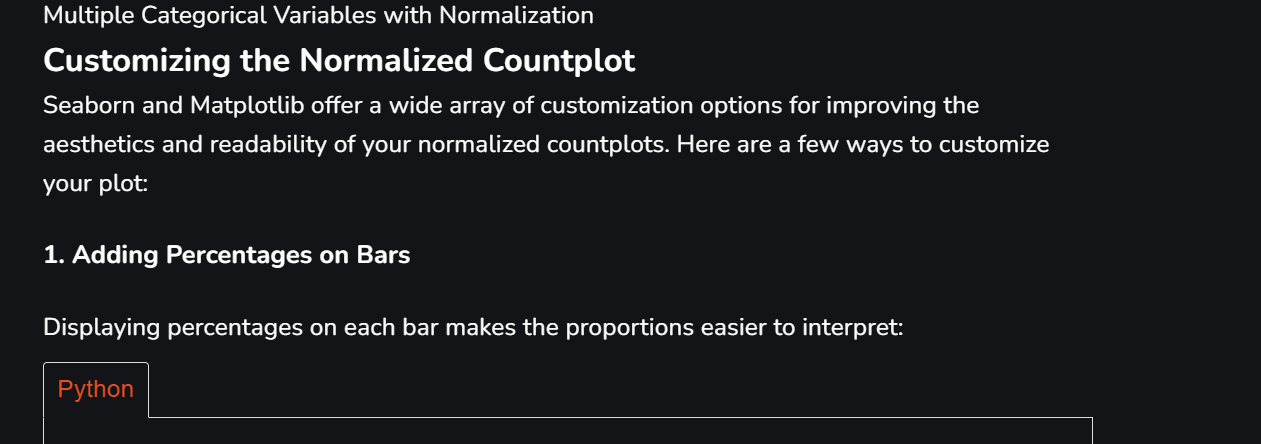 Multiple Categorical Variables with Normalization
Customizing the Normalized Countplot
Seaborn and Matplotlib offer a wide array of customization options for improving the
aesthetics and readability of your normalized countplots. Here are a few ways to customize
your plot:
1. Adding Percentages on Bars
Displaying percentages on each bar makes the proportions easier to interpret:
Python